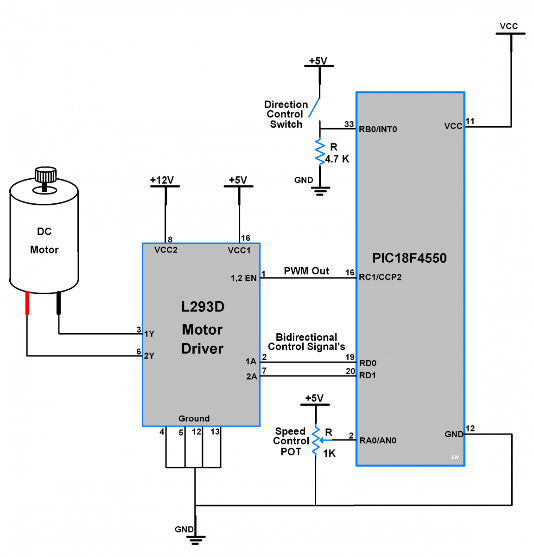 VCC
+5V
Direction
Control
Switch
33
RB0/INT0
VCC
11
R
4.7 K
GND
+12V
+5V
DC
Motor
8
VCC2
16
VCC1
PIC18F4550
1,2 EN
1
PWM Out
16
RC1/CCP2
L293D
Motor
Driver
3
1Y
6
2Y
Bidirectional
Control Signal's
1A
2
19
RD0
2A
7
20
RD1
+5V
Ground
4
5
12
13
Speed
Control
POT
R
1K
2
RA0/AN0
GND
12
GND